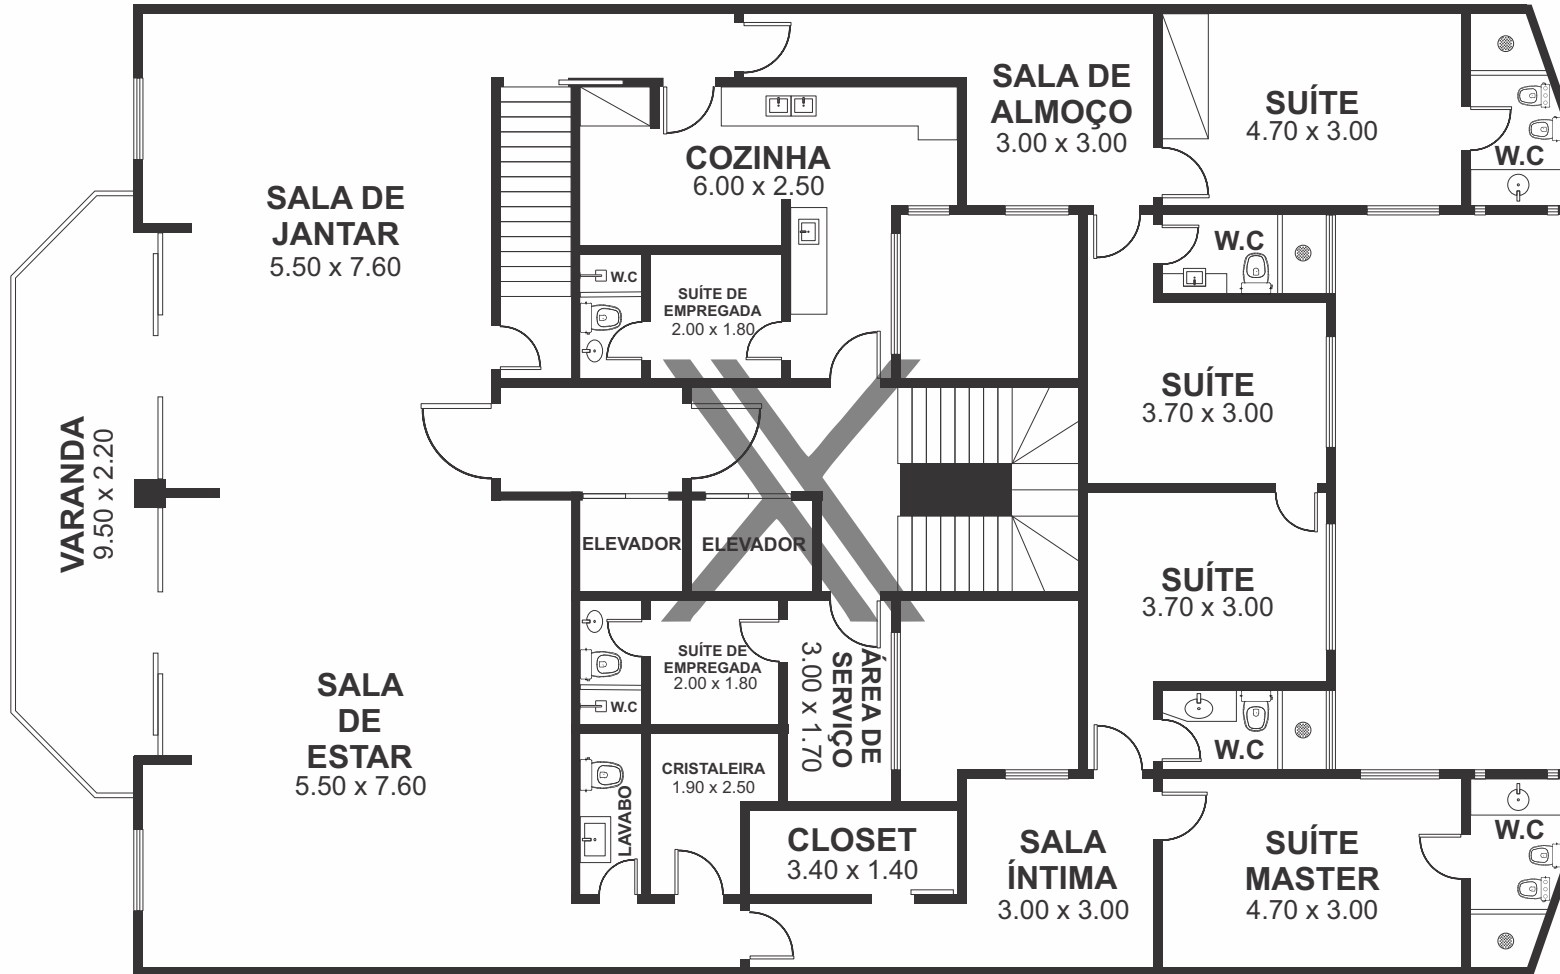 SALA DE
ALMOÇO
3.00 x 3.00
SUÍTE
4.70 x 3.00
W.C
COZINHA
6.00 x 2.50
SALA DE
JANTAR
5.50 x 7.60
W.C
W.C
SUÍTE DE
EMPREGADA
2.00 x 1.80
SUÍTE
3.70 x 3.00
VARANDA
9.50 x 2.20
ELEVADOR
ELEVADOR
SUÍTE
3.70 x 3.00
SUÍTE DE
EMPREGADA
2.00 x 1.80
W.C
ÁREA DE
SERVIÇO
3.00 x 1.70
SALA
DE
ESTAR
5.50 x 7.60
W.C
CRISTALEIRA
1.90 x 2.50
LAVABO
CLOSET
3.40 x 1.40
SALA
ÍNTIMA
3.00 x 3.00
SUÍTE
MASTER
4.70 x 3.00
W.C